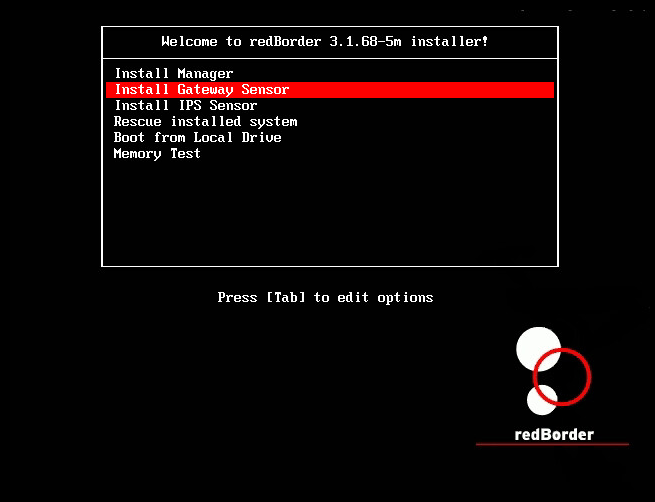 Welcome to redBorder 3.1.68-5m installer!
Install Manager
Install Gateway Sensor
Install IPS Sensor
Rescue installed system
Boot from Local Drive
Memory Test
Press [Tab] to edit options
redBorder